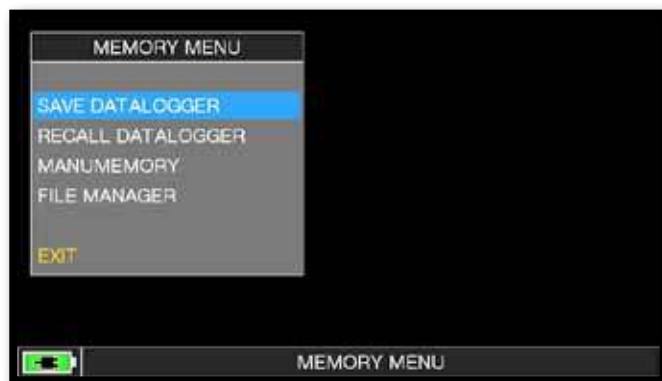 MEMORY MENU
SAVE DATALOGGER
RECALL DATALOGGER
MANUMEMORY
FILE MANAGER
EXIT
MEMORY MENU